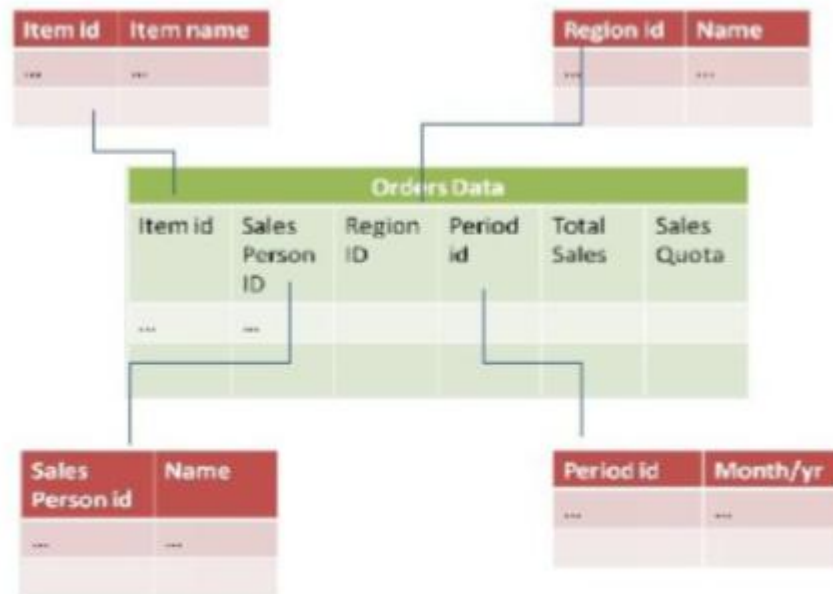 Item id Item name
... ...
Region id Name
... ...
Orders Data
Item id Sales Person ID Region ID Period id Total Sales Sales Quota
... ...
Sales Person id Name
... ...
Period id Month/yr
... ...